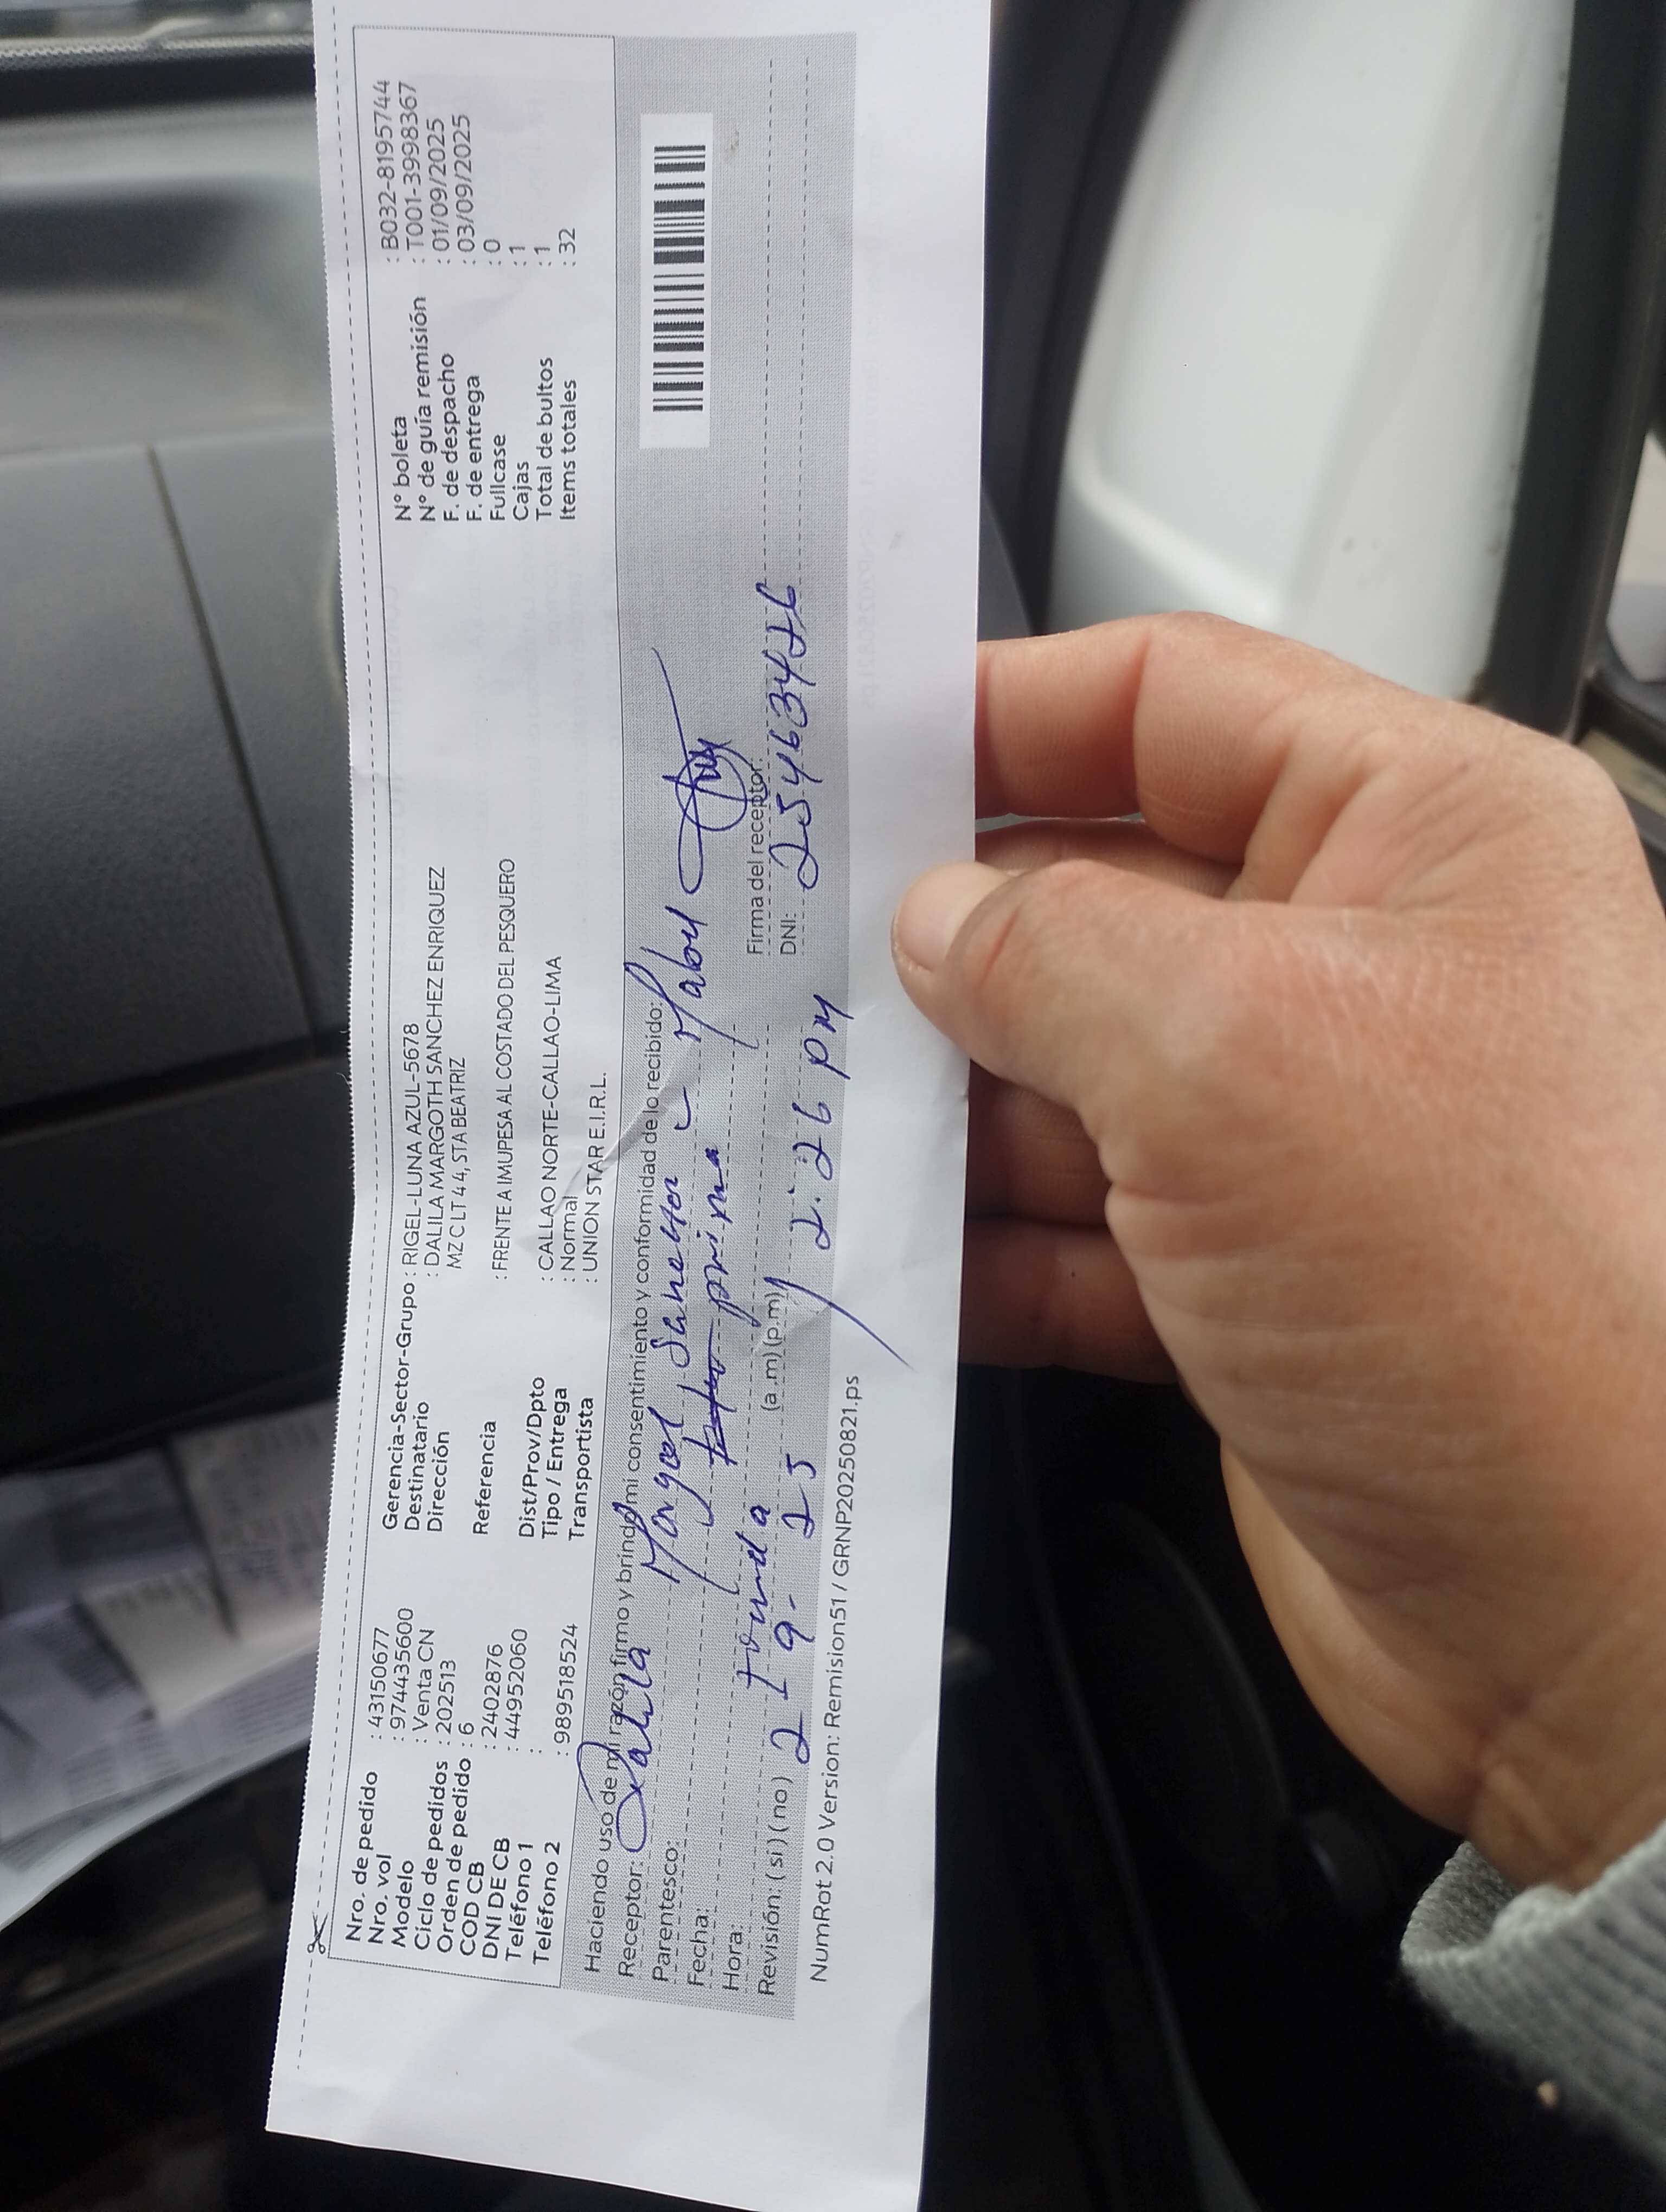 Nro. de pedido : 43150677
Nro. vol : 974435600
Modelo : Venta CN
Ciclo de pedidos : 202513
Orden de pedido : 6
COD CB : 2402876
DNI DE CB : 44952060
Teléfono 1 :
Teléfono 2 : 989518524
Gerencia-Sector-Grupo : RIGEL-LUNA AZUL-5678
Destinatario : DALILA MARGOTH SANCHEZ ENRIQUEZ
Dirección MZ C LT 4 4, STA BEATRIZ
Referencia : FRENTE A IMUPESA AL COSTADO DEL PESQUERO
Dist/Prov/Dpto : CALLAO NORTE-CALLAO-LIMA
Tipo / Entrega : Normal
Transportista : UNION STAR E.I.R.L.
N° boleta : B032-8195744
N° de guía remisión : T001-3998367
F. de despacho : 01/09/2025
F. de entrega : 03/09/2025
Fullcase : 0
Cajas : 1
Total de bultos : 1
Items totales : 32
Haciendo uso de mi razón firmo y brindo mi consentimiento y conformidad de lo recibido:
Receptor: Dalila
Parentesco: prima
Fecha:
Hora: (a.m) (p.m)
Revisión: (si) (no) 2 9. 25 2:26 pm
Firma del receptor:
DNI: 25463426
NumRot 2.0 Version: Remision51 / GRNP20250821.ps